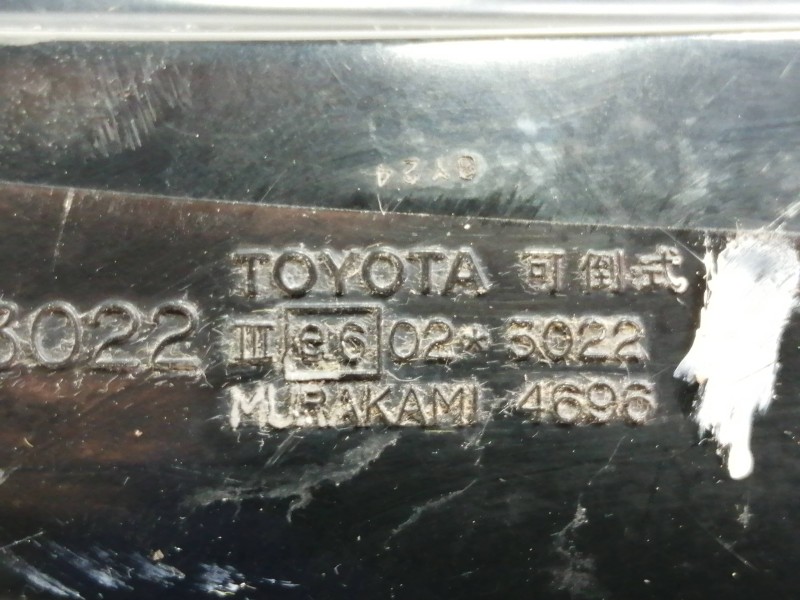 TOYOTA 可倒式
III e6 02*3022
MURAKAMI 4696
3022